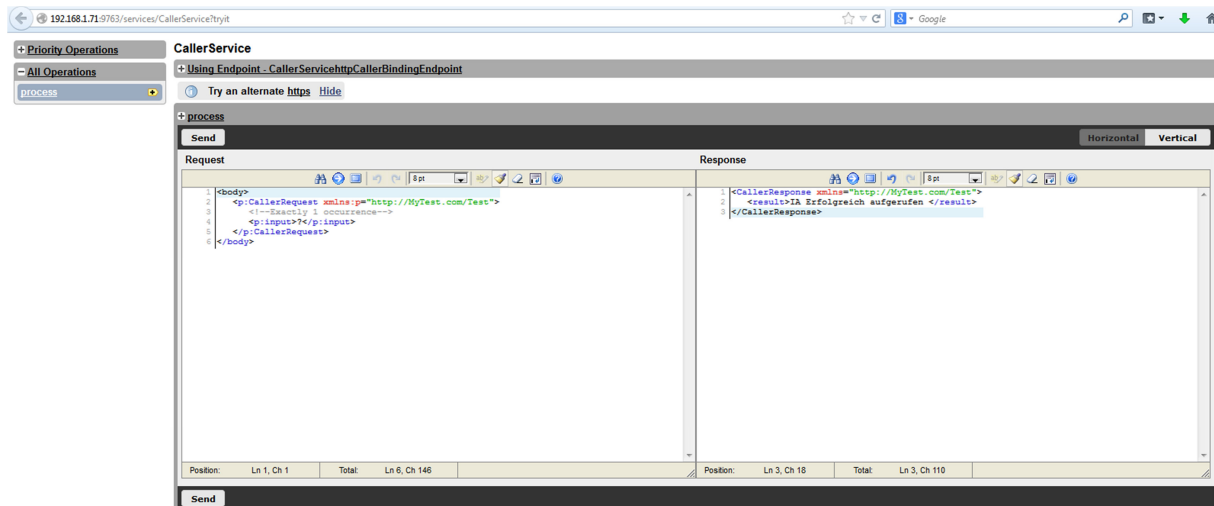 192.168.1.71:9763/services/CallerService?tryit
Google
Priority Operations
All Operations
process
CallerService
Using Endpoint - CallerServicehttpCallerBindingEndpoint
Try an alternate https Hide
process
Send
Horizontal Vertical
Request
8 pt
1 <body>
2 <p:CallerRequest xmlns:p="http://MyTest.com/Test">
3 <!--Exactly 1 occurrence-->
4 <p:input>?</p:input>
5 </p:CallerRequest>
6 </body>
Position: Ln 1, Ch 1 Total: Ln 6, Ch 146
Response
8 pt
1 <CallerResponse xmlns="http://MyTest.com/Test">
2 <result>IA Erfolgreich aufgerufen </result>
3 </CallerResponse>
Position: Ln 3, Ch 18 Total: Ln 3, Ch 110
Send